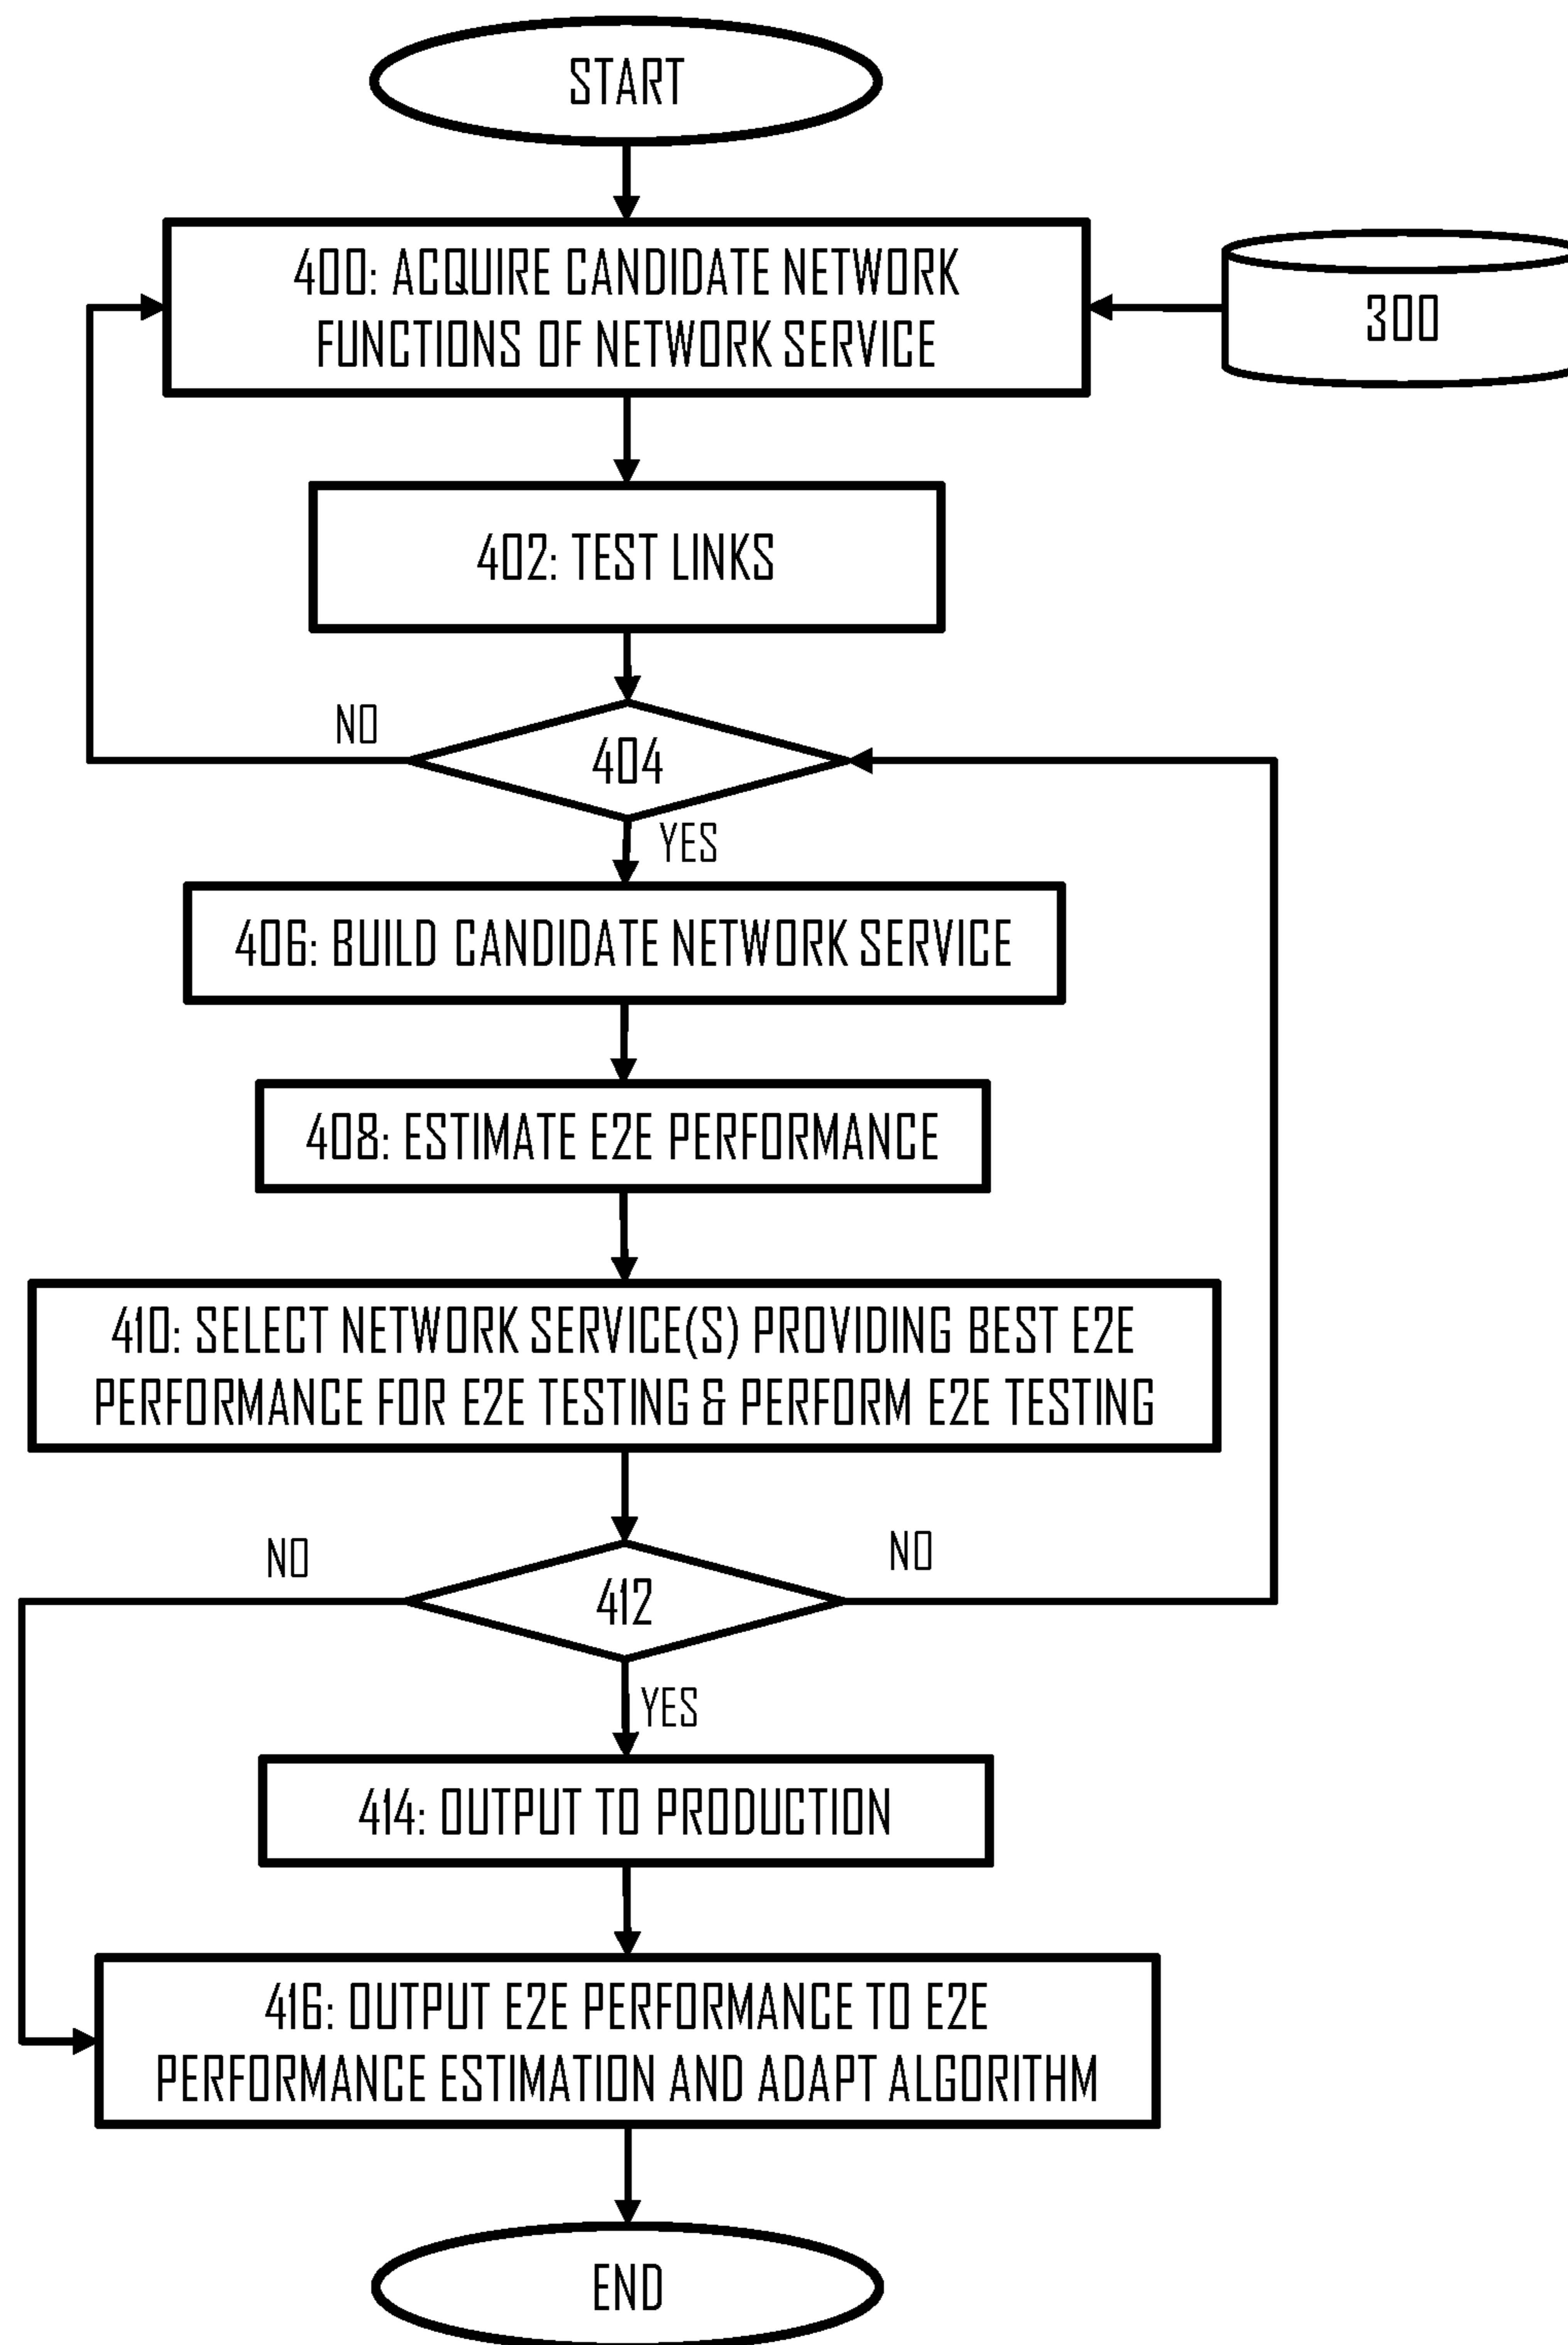 START
400: ACQUIRE CANDIDATE NETWORK
FUNCTIONS OF NETWORK SERVICE
300
402: TEST LINKS
NO
404
YES
406: BUILD CANDIDATE NETWORK SERVICE
408: ESTIMATE E2E PERFORMANCE
410: SELECT NETWORK SERVICE(S) PROVIDING BEST E2E
PERFORMANCE FOR E2E TESTING & PERFORM E2E TESTING
NO
NO
412
YES
414: OUTPUT TO PRODUCTION
416: OUTPUT E2E PERFORMANCE TO E2E
PERFORMANCE ESTIMATION AND ADAPT ALGORITHM
END